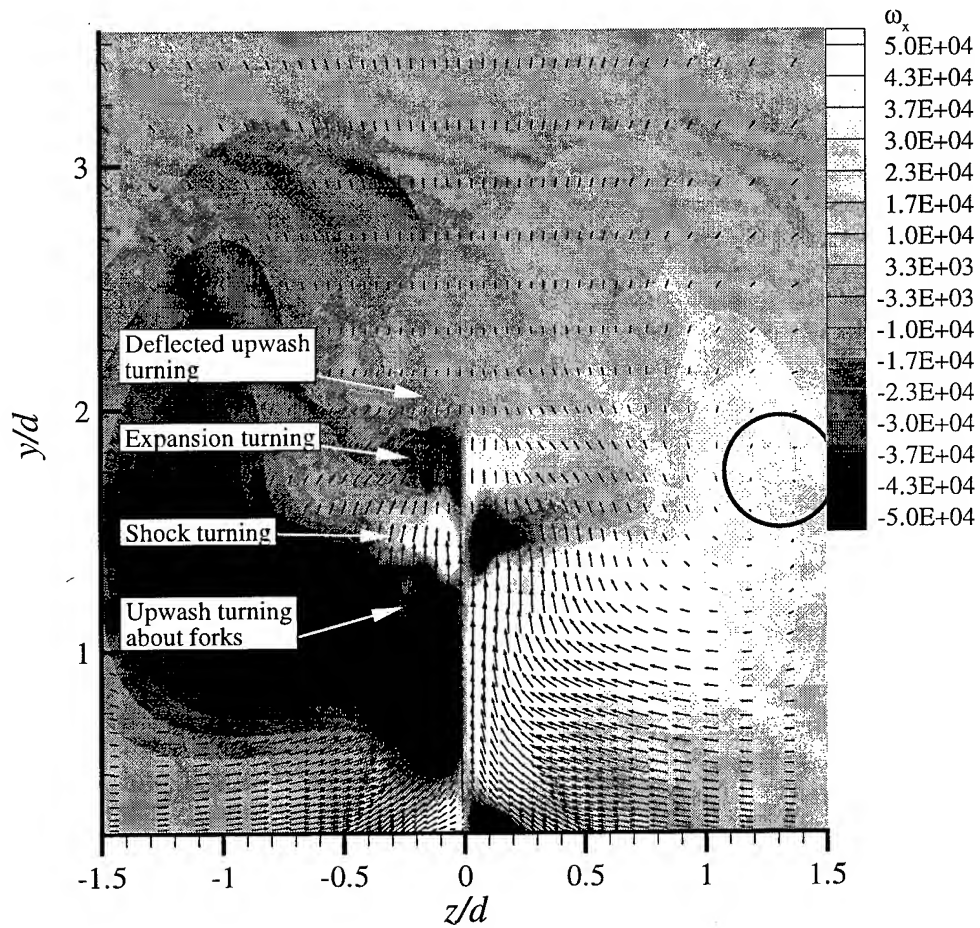 ωx
5.0E+04
4.3E+04
3.7E+04
3.0E+04
2.3E+04
1.7E+04
1.0E+04
3.3E+03
-3.3E+03
-1.0E+04
-1.7E+04
-2.3E+04
-3.0E+04
-3.7E+04
-4.3E+04
-5.0E+04
3
2
1
y/d
Deflected upwash
turning
Expansion turning
Shock turning
Upwash turning
about forks
-1.5
-1
-0.5
0
0.5
1
1.5
z/d